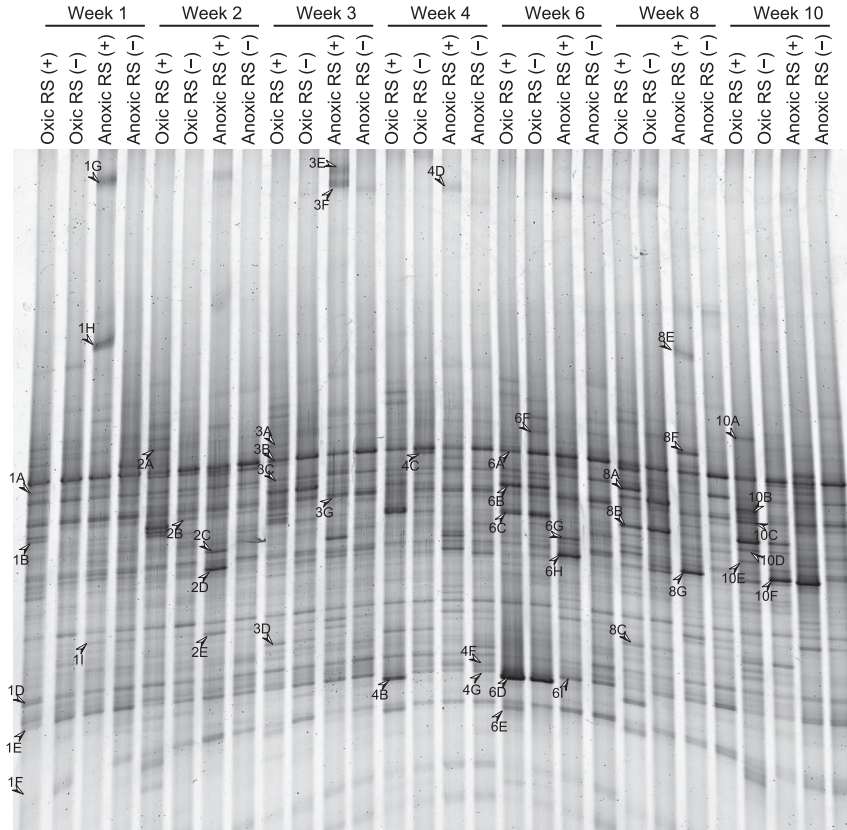 Week 1 Week 2 Week 3 Week 4 Week 6 Week 8 Week 10
Oxic RS (+) Oxic RS (−) Anoxic RS (+) Anoxic RS (−) Oxic RS (+) Oxic RS (−) Anoxic RS (+) Anoxic RS (−) Oxic RS (+) Oxic RS (−) Anoxic RS (+) Anoxic RS (−) Oxic RS (+) Oxic RS (−) Anoxic RS (+) Anoxic RS (−) Oxic RS (+) Oxic RS (−) Anoxic RS (+) Anoxic RS (−) Oxic RS (+) Oxic RS (−) Anoxic RS (+) Anoxic RS (−) Oxic RS (+) Oxic RS (−) Anoxic RS (+) Anoxic RS (−)
1G
3E
4D
3F
1H
8E
6F
10A
3A
8F
3B
2A
4C
6A
3C
1A
8A
10B
6B
3G
8B
6C
6G
2B
2C
10C
1B
10D
6H
10E
2D
8G
10F
3D
8C
2E
1I
4F
4G
1D
4B
6D
6I
6E
1E
1F